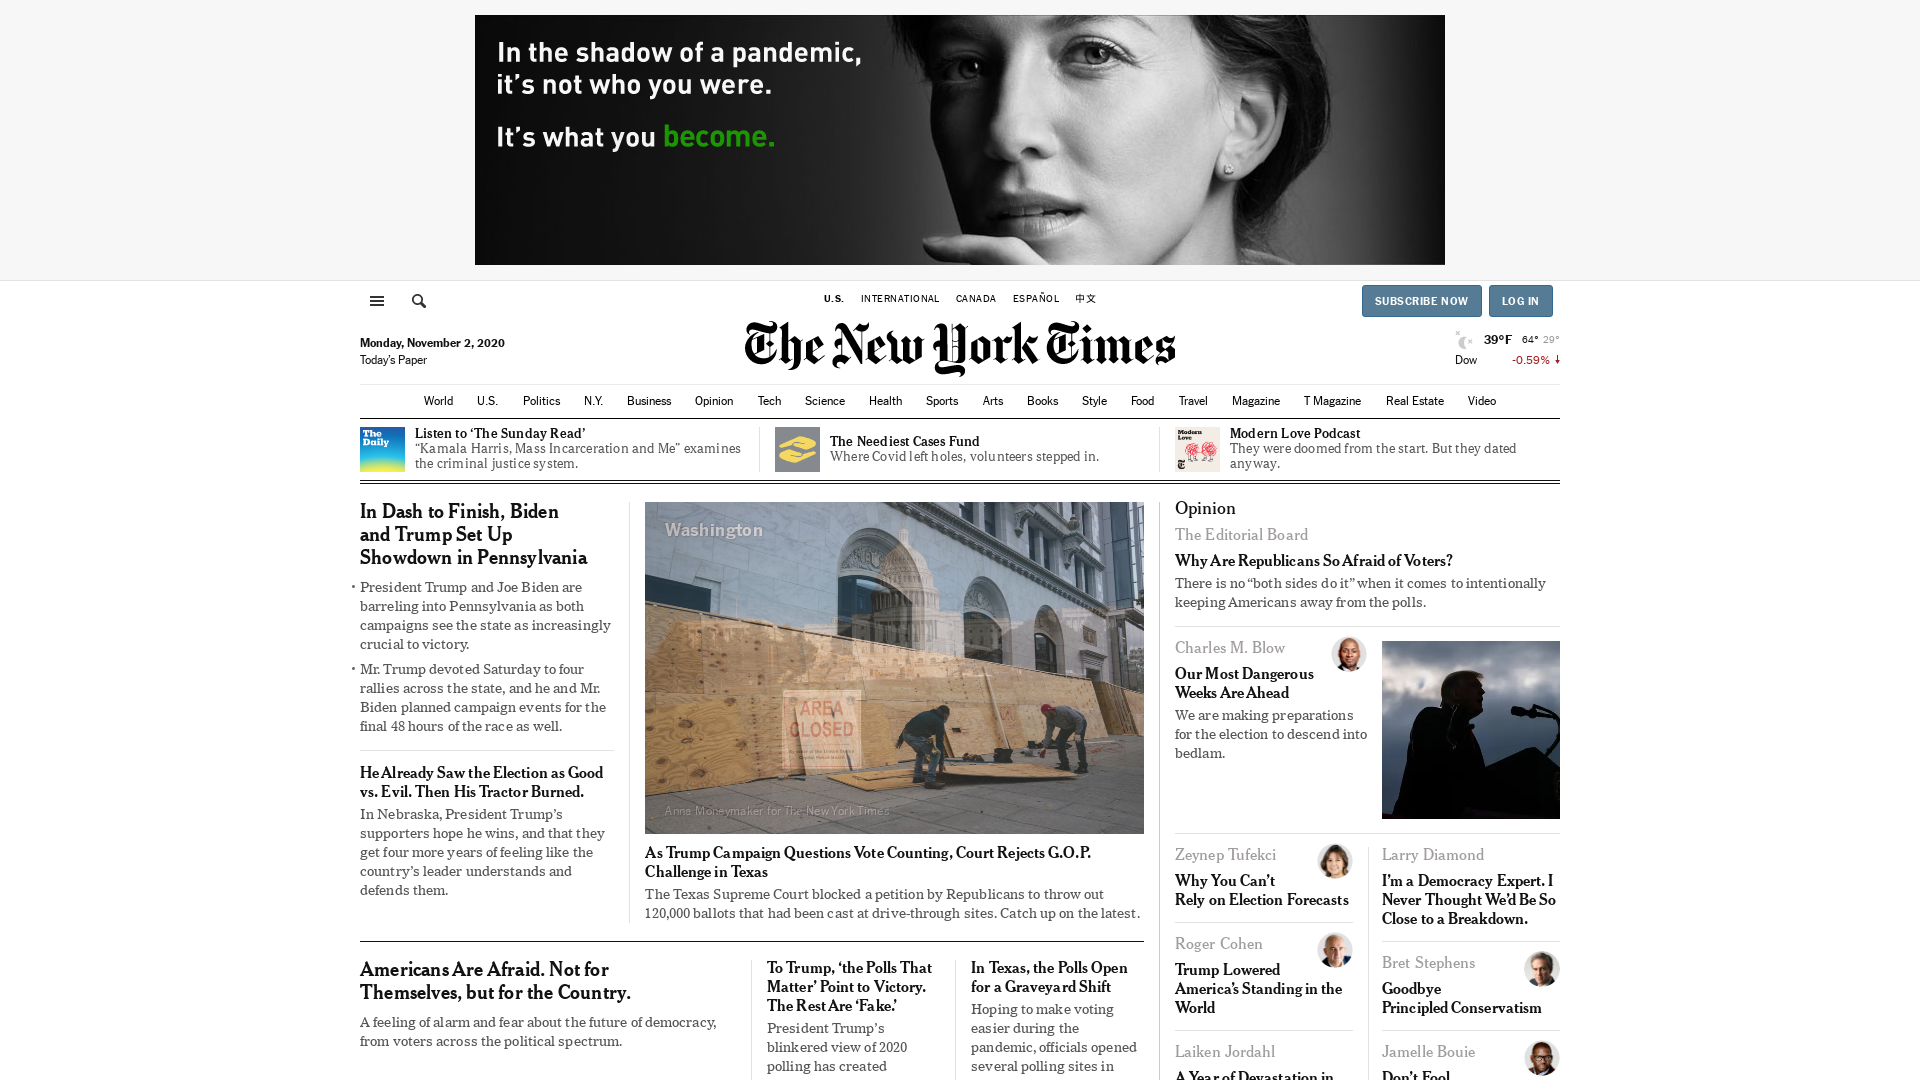 In the shadow of a pandemic,
it's not who you were.
It's what you become.
U.S. INTERNATIONAL CANADA ESPAÑOL 中文
SUBSCRIBE NOW LOG IN
Monday, November 2, 2020
Today's Paper
The New York Times
39°F 64° 29°
Dow -0.59%
World U.S. Politics N.Y. Business Opinion Tech Science Health Sports Arts Books Style Food Travel Magazine T Magazine Real Estate Video
The
Daily
Listen to ‘The Sunday Read’
“Kamala Harris, Mass Incarceration and Me” examines
the criminal justice system.
The Neediest Cases Fund
Where Covid left holes, volunteers stepped in.
Modern
Love
Modern Love Podcast
They were doomed from the start. But they dated
anyway.
In Dash to Finish, Biden
and Trump Set Up
Showdown in Pennsylvania
• President Trump and Joe Biden are
barreling into Pennsylvania as both
campaigns see the state as increasingly
crucial to victory.
• Mr. Trump devoted Saturday to four
rallies across the state, and he and Mr.
Biden planned campaign events for the
final 48 hours of the race as well.
He Already Saw the Election as Good
vs. Evil. Then His Tractor Burned.
In Nebraska, President Trump’s
supporters hope he wins, and that they
get four more years of feeling like the
country’s leader understands and
defends them.
Washington
AREA
CLOSED
Anna Moneymaker for The New York Times
As Trump Campaign Questions Vote Counting, Court Rejects G.O.P.
Challenge in Texas
The Texas Supreme Court blocked a petition by Republicans to throw out
120,000 ballots that had been cast at drive-through sites. Catch up on the latest.
Americans Are Afraid. Not for
Themselves, but for the Country.
A feeling of alarm and fear about the future of democracy,
from voters across the political spectrum.
To Trump, ‘the Polls That
Matter’ Point to Victory.
The Rest Are ‘Fake.’
President Trump’s
blinkered view of 2020
polling has created
In Texas, the Polls Open
for a Graveyard Shift
Hoping to make voting
easier during the
pandemic, officials opened
several polling sites in
Opinion
The Editorial Board
Why Are Republicans So Afraid of Voters?
There is no “both sides do it” when it comes to intentionally
keeping Americans away from the polls.
Charles M. Blow
Our Most Dangerous
Weeks Are Ahead
We are making preparations
for the election to descend into
bedlam.
Zeynep Tufekci
Why You Can’t
Rely on Election Forecasts
Larry Diamond
I’m a Democracy Expert. I
Never Thought We’d Be So
Close to a Breakdown.
Roger Cohen
Trump Lowered
America’s Standing in the
World
Bret Stephens
Goodbye
Principled Conservatism
Laiken Jordahl
A Year of Devastation in
Jamelle Bouie
Don’t Fool